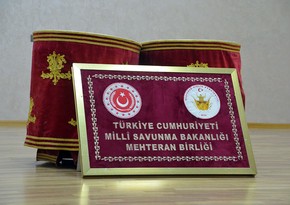 TÜRKİYE CUMHURİYETİ
MİLLİ SAVUNMA BAKANLIĞI
MEHTERAN BİRLİĞİ